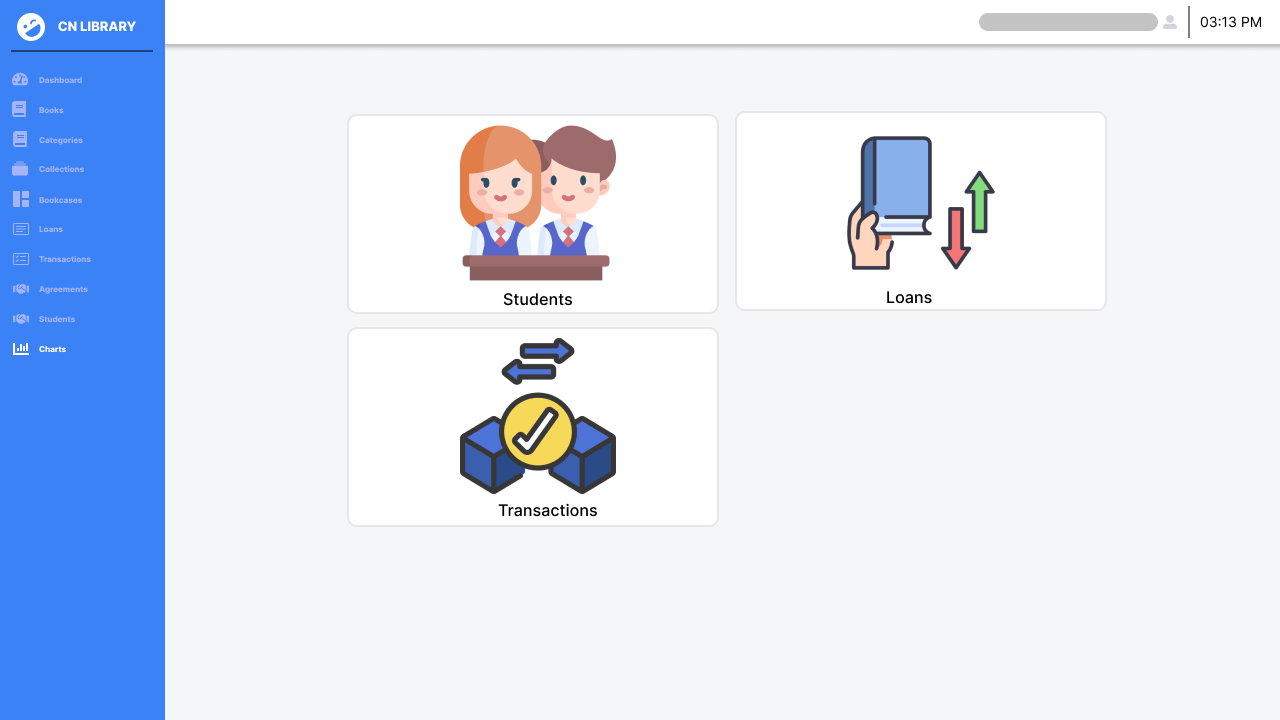 CN LIBRARY
03:13 PM
Dashboard
Books
Categories
Collections
Bookcases
Loans
Transactions
Agreements
Students
Charts
Students
Loans
Transactions